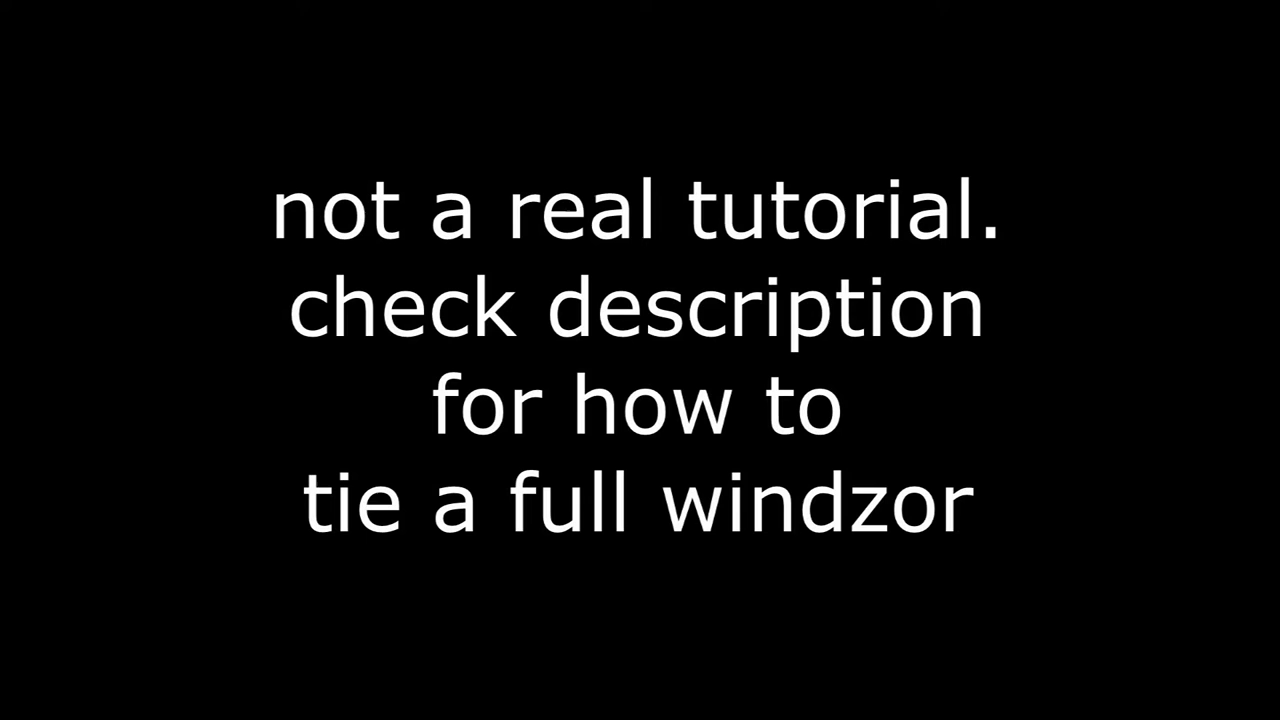 not a real tutorial.
check description
for how to
tie a full windzor